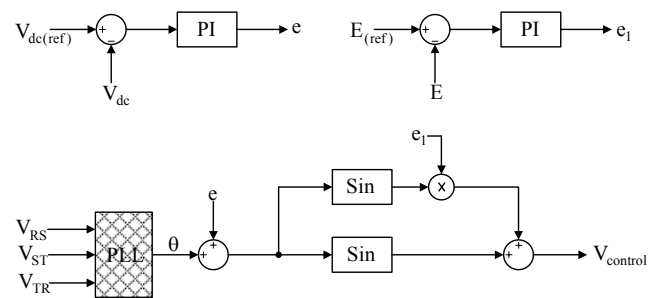 V_dc(ref) + − PI e
V_dc
E_(ref) + − PI e_1
E
e_1
e Sin x
V_RS
V_ST PLL θ + + Sin + + V_control
V_TR